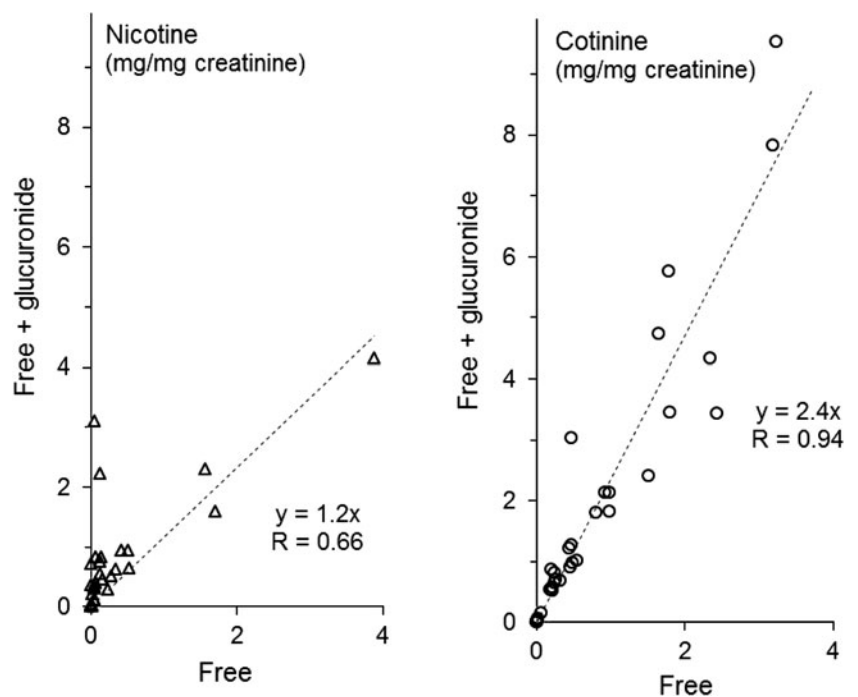 Nicotine
(mg/mg creatinine)
Free + glucuronide
8
6
4
2
0
y = 1.2x
R = 0.66
0 2 4
Free
Cotinine
(mg/mg creatinine)
Free + glucuronide
8
6
4
2
0
y = 2.4x
R = 0.94
0 2 4
Free